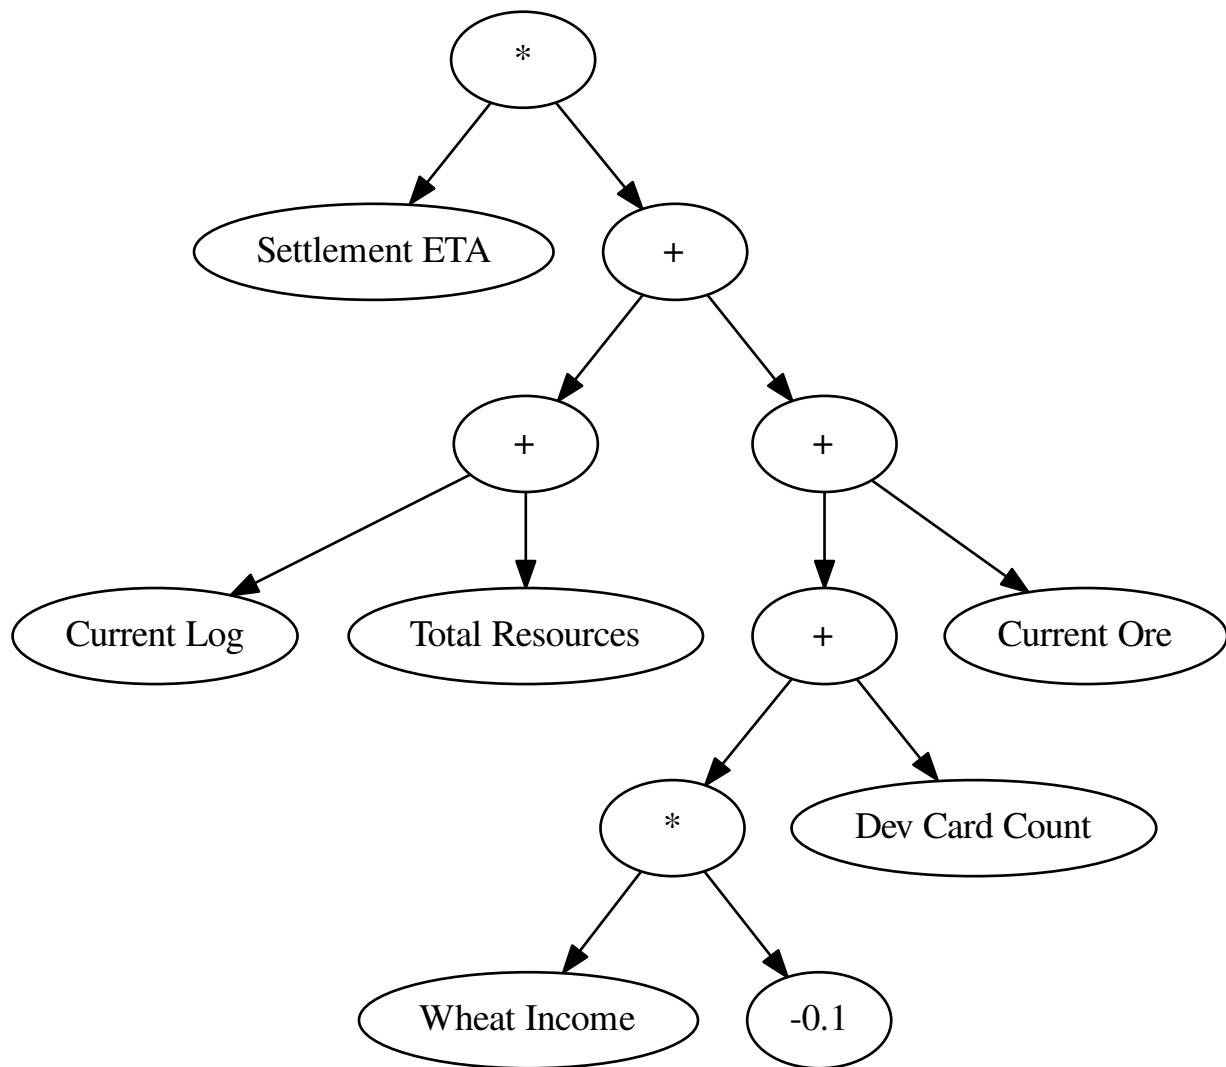 *
Settlement ETA
+
+
+
Current Log
Total Resources
+
Current Ore
*
Dev Card Count
Wheat Income
-0.1